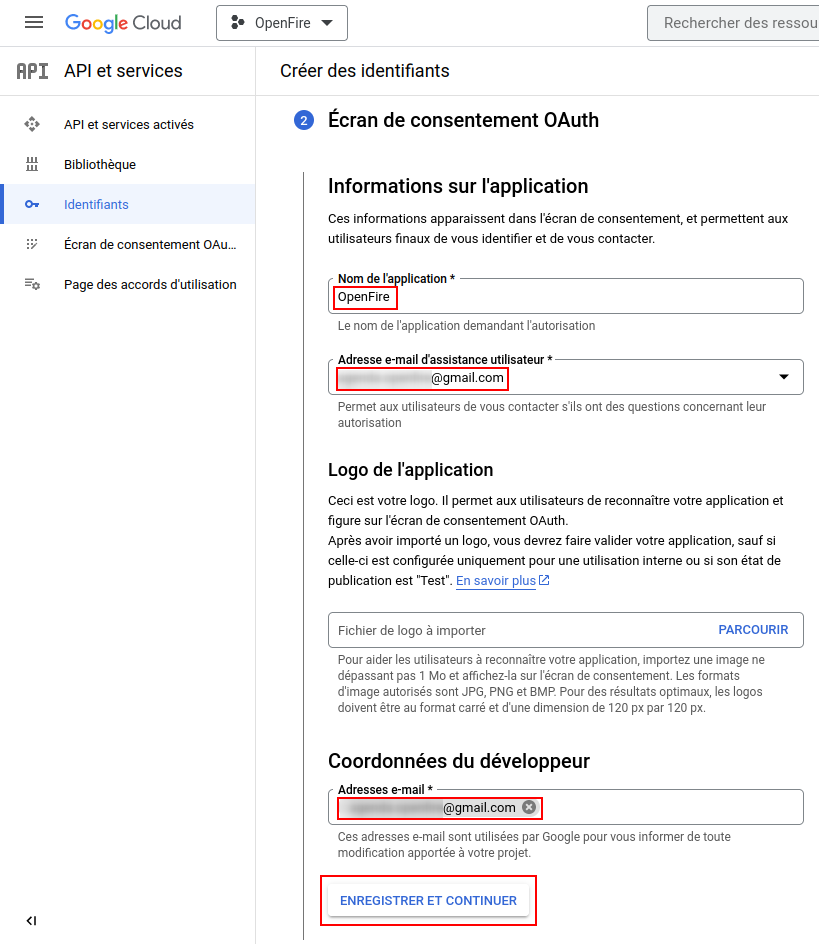 Google Cloud
OpenFire
Rechercher des ressou
API
API et services
Créer des identifiants
API et services activés
Bibliothèque
Identifiants
Écran de consentement OAu...
Page des accords d'utilisation
2
Écran de consentement OAuth
Informations sur l'application
Ces informations apparaissent dans l'écran de consentement, et permettent aux
utilisateurs finaux de vous identifier et de vous contacter.
Nom de l'application *
OpenFire
Le nom de l'application demandant l'autorisation
Adresse e-mail d'assistance utilisateur *
@gmail.com
Permet aux utilisateurs de vous contacter s'ils ont des questions concernant leur
autorisation
Logo de l'application
Ceci est votre logo. Il permet aux utilisateurs de reconnaître votre application et
figure sur l'écran de consentement OAuth.
Après avoir importé un logo, vous devrez faire valider votre application, sauf si
celle-ci est configurée uniquement pour une utilisation interne ou si son état de
publication est "Test". En savoir plus
Fichier de logo à importer
PARCOURIR
Pour aider les utilisateurs à reconnaître votre application, importez une image ne
dépassant pas 1 Mo et affichez-la sur l'écran de consentement. Les formats
d'image autorisés sont JPG, PNG et BMP. Pour des résultats optimaux, les logos
doivent être au format carré et d'une dimension de 120 px par 120 px.
Coordonnées du développeur
Adresses e-mail *
@gmail.com
Ces adresses e-mail sont utilisées par Google pour vous informer de toute
modification apportée à votre projet.
ENREGISTRER ET CONTINUER